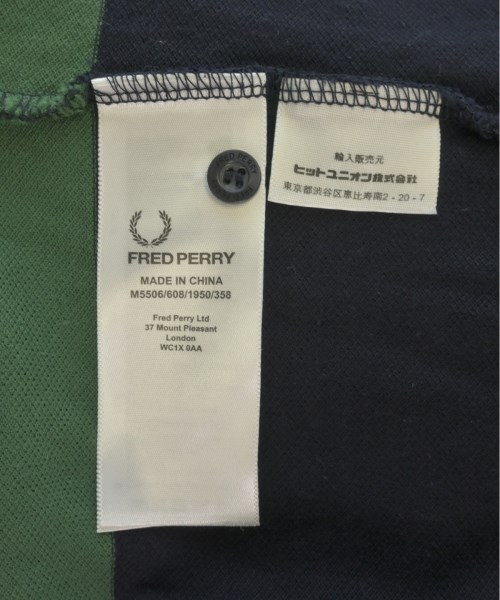 FRED PERRY
MADE IN CHINA
M5506/608/1950/358
Fred Perry Ltd
37 Mount Pleasant
London
WC1X 0AA
輸入販売元
ヒットユニオン株式会社
東京都渋谷区恵比寿南2-20-7